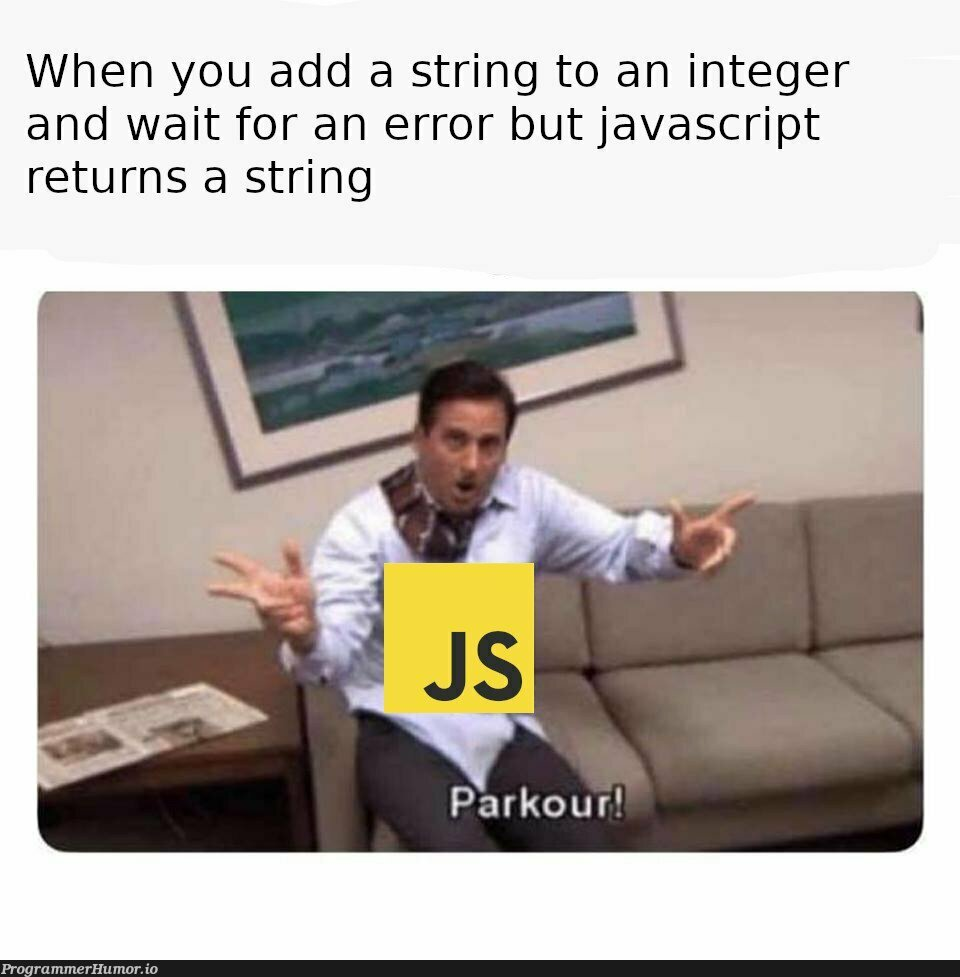 When you add a string to an integer
and wait for an error but javascript
returns a string
JS
Parkour!
ProgrammerHumor.io